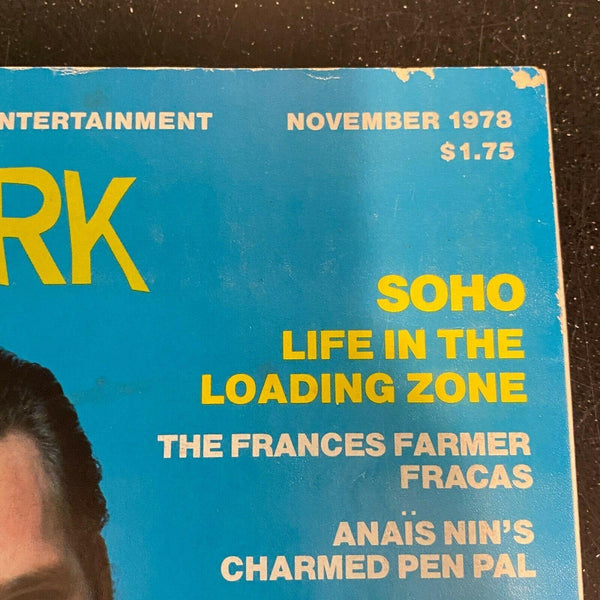 NTERTAINMENT
NOVEMBER 1978
$1.75
RK
SOHO
LIFE IN THE
LOADING ZONE
THE FRANCES FARMER
FRACAS
ANAÏS NIN'S
CHARMED PEN PAL